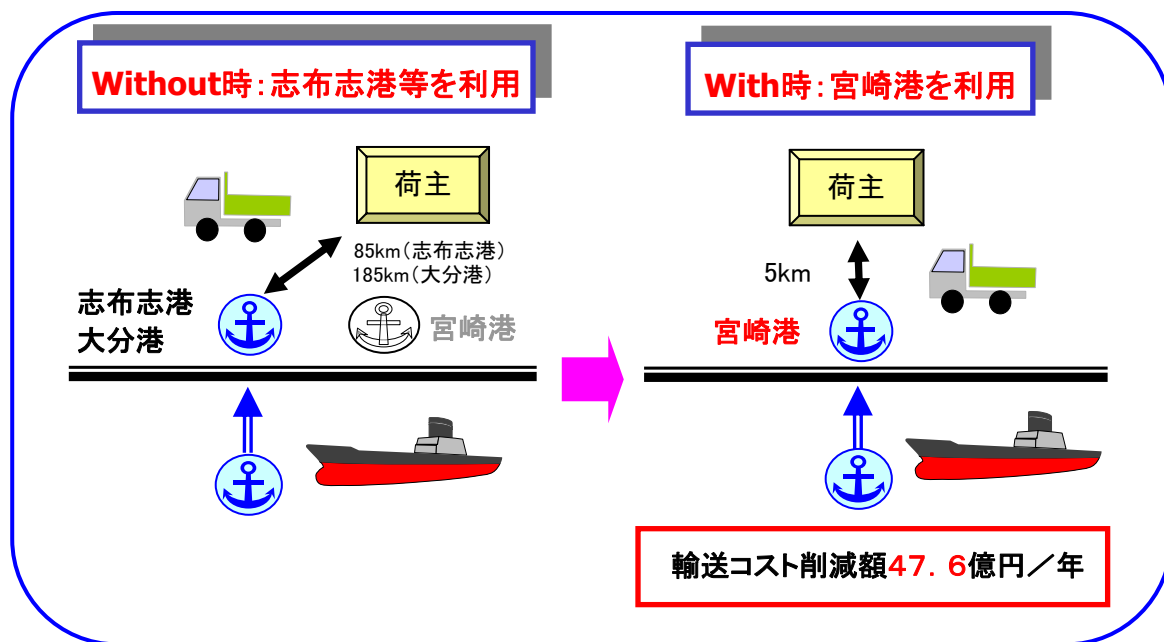 Without時：志布志港等を利用
荷主
85km（志布志港）
185km（大分港）
志布志港
大分港
宮崎港
With時：宮崎港を利用
荷主
5km
宮崎港
輸送コスト削減額４７．６億円／年